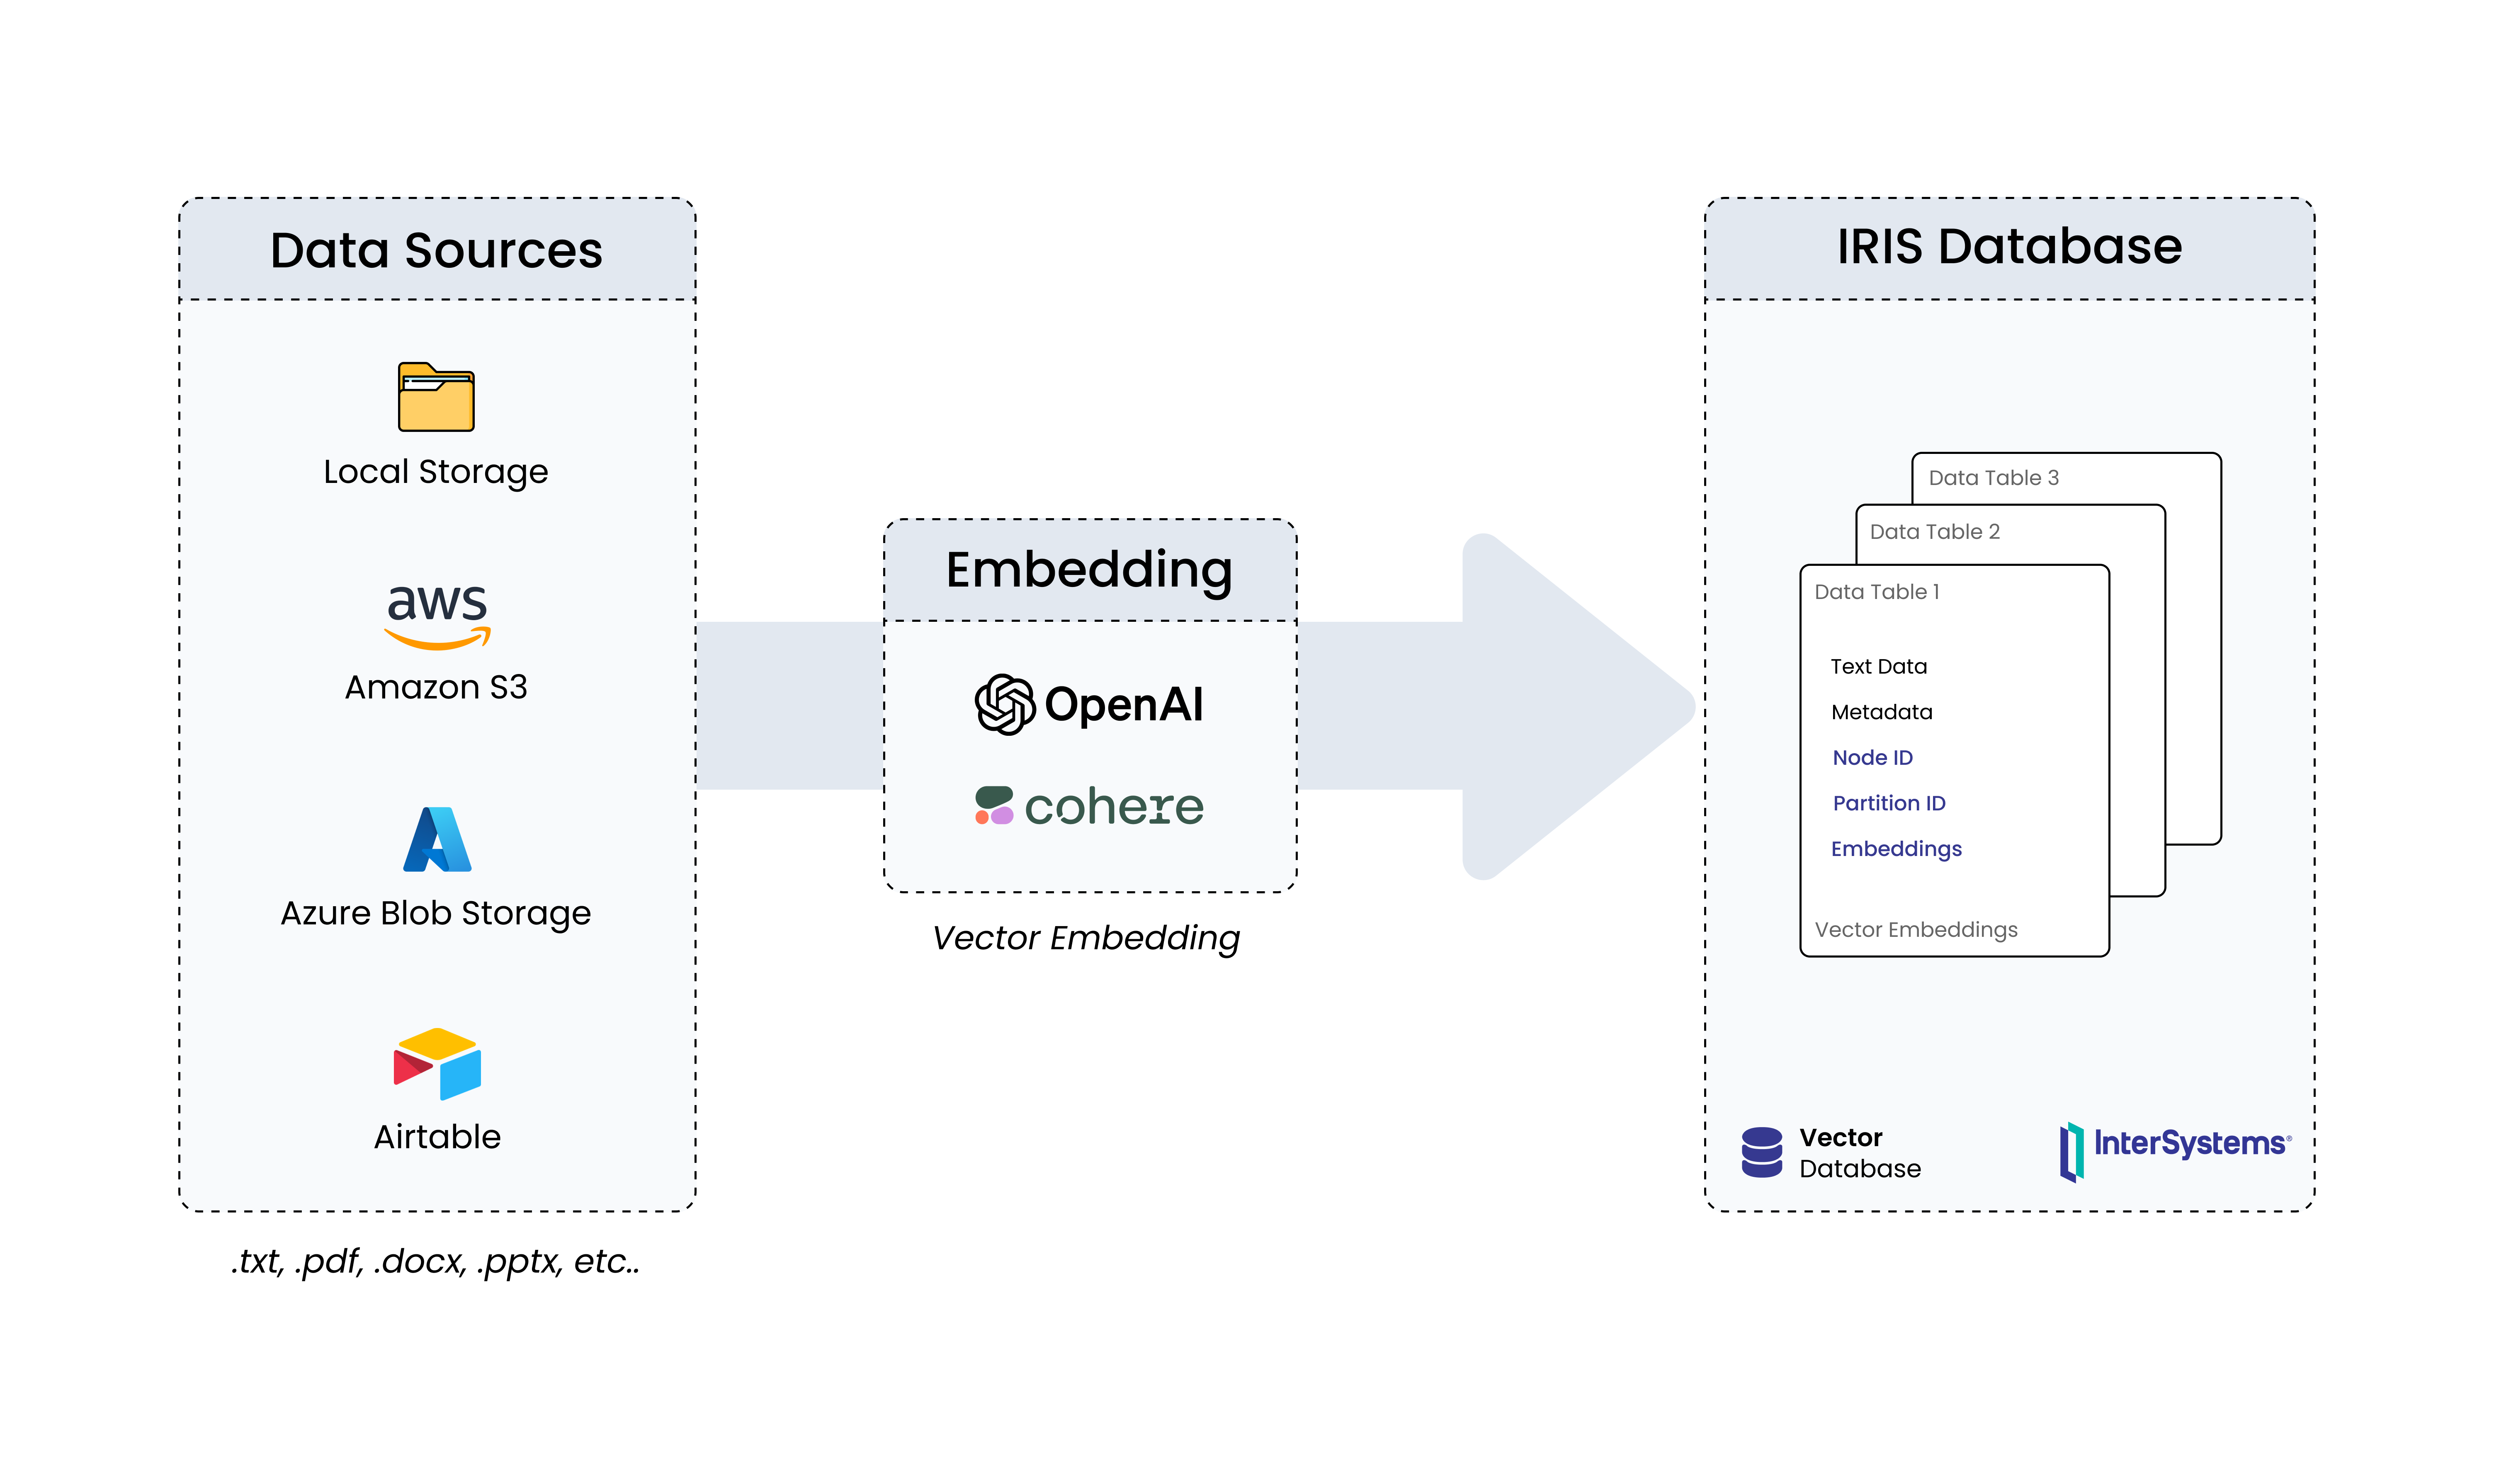 Data Sources
Local Storage
aws
Amazon S3
Azure Blob Storage
Airtable
.txt, .pdf, .docx, .pptx, etc..
Embedding
OpenAI
cohere
Vector Embedding
IRIS Database
Data Table 3
Data Table 2
Data Table 1
Text Data
Metadata
Node ID
Partition ID
Embeddings
Vector Embeddings
Vector
Database
InterSystems®